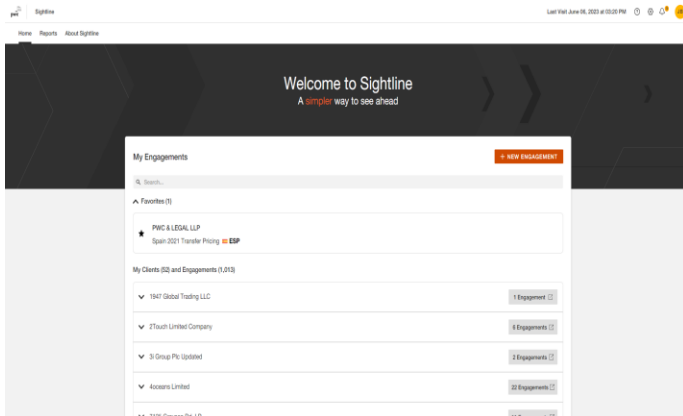 pwc Sightline
Last Visit June 06, 2023 at 03:20 PM
Home Reports About Sightline
Welcome to Sightline
A simpler way to see ahead
My Engagements
+ NEW ENGAGEMENT
Search...
Favorites (1)
PWC & LEGAL LLP
Spain 2021 Transfer Pricing ESP
My Clients (52) and Engagements (1,013)
1947 Global Trading LLC 1 Engagement
2Touch Limited Company 6 Engagements
3i Group Plc Updated 2 Engagements
4oceans Limited 22 Engagements